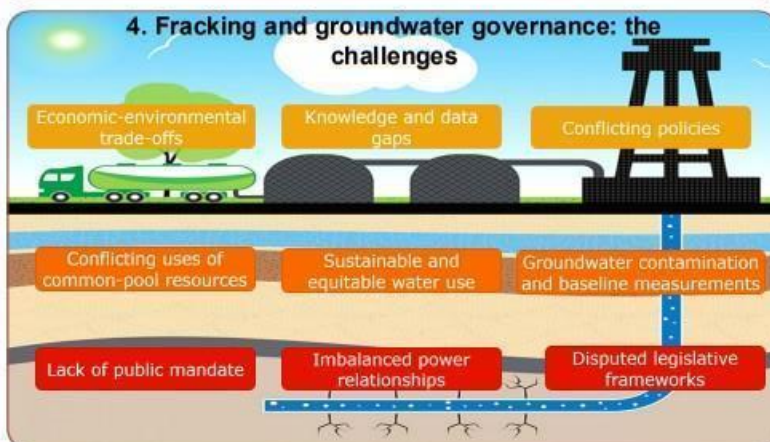 4. Fracking and groundwater governance: the
challenges
Economic-environmental
trade-offs
Knowledge and data
gaps
Conflicting policies
Conflicting uses of
common-pool resources
Sustainable and
equitable water use
Groundwater contamination
and baseline measurements
Lack of public mandate
Imbalanced power
relationships
Disputed legislative
frameworks